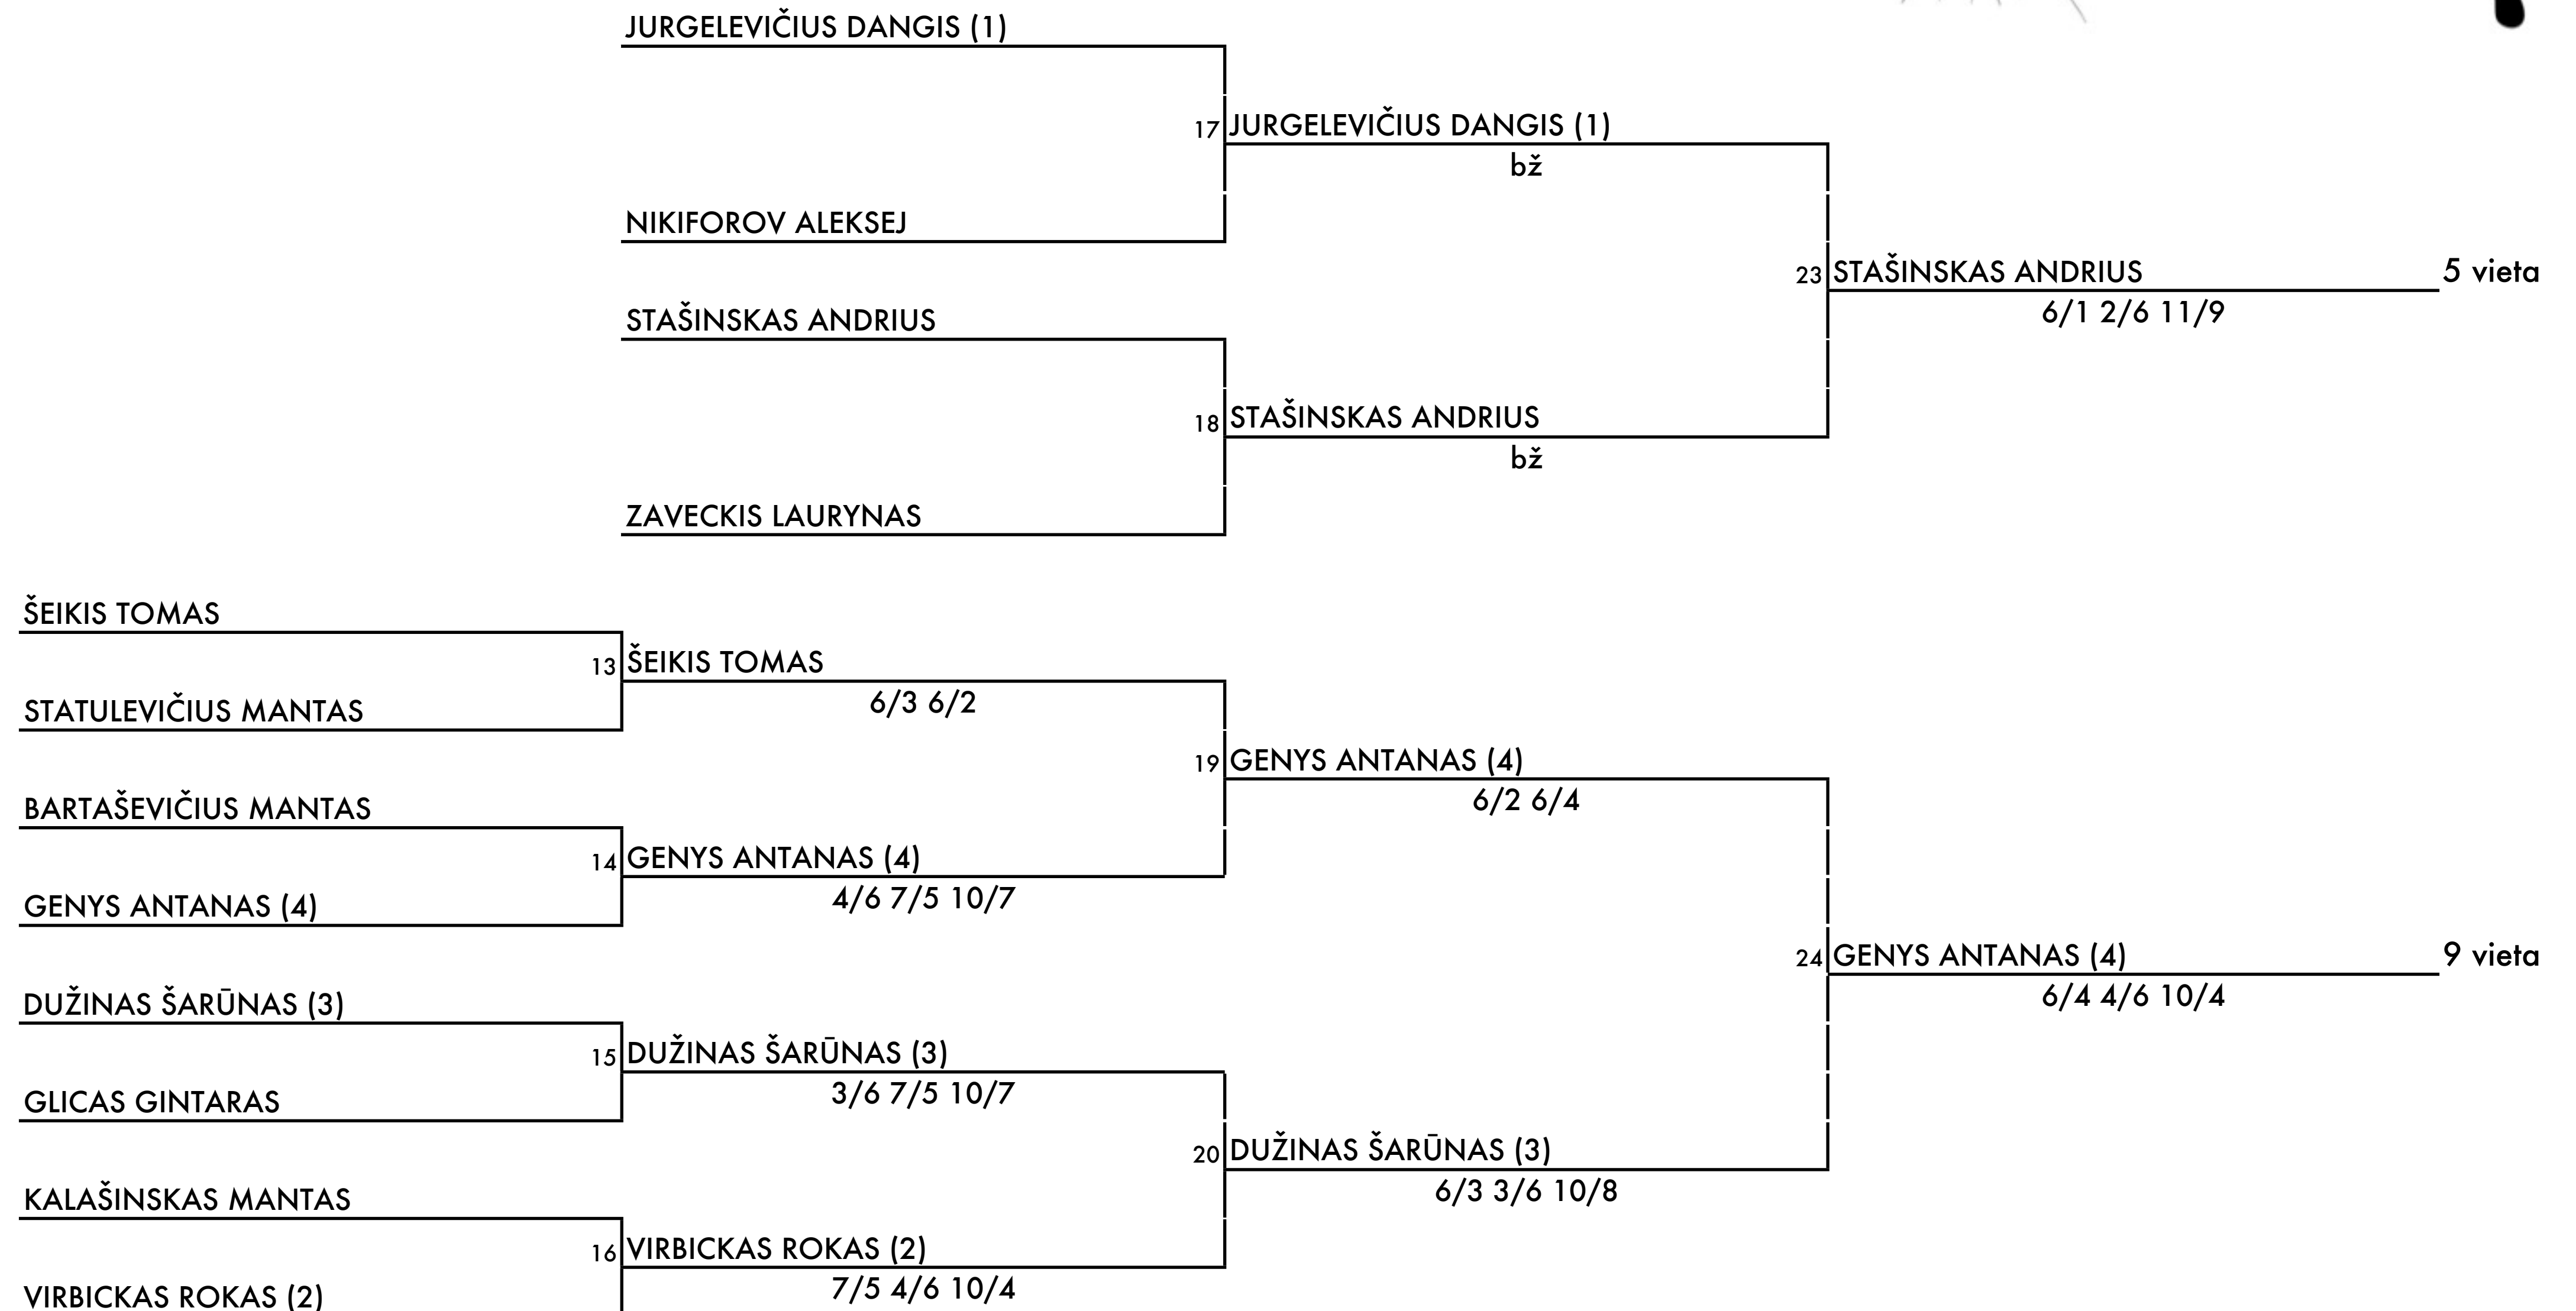 JURGELEVIČIUS DANGIS (1)
17 JURGELEVIČIUS DANGIS (1)
bž
NIKIFOROV ALEKSEJ
23 STAŠINSKAS ANDRIUS 5 vieta
6/1 2/6 11/9
STAŠINSKAS ANDRIUS
18 STAŠINSKAS ANDRIUS
bž
ZAVECKIS LAURYNAS
ŠEIKIS TOMAS
13 ŠEIKIS TOMAS
6/3 6/2
STATULEVIČIUS MANTAS
19 GENYS ANTANAS (4)
6/2 6/4
BARTAŠEVIČIUS MANTAS
14 GENYS ANTANAS (4)
4/6 7/5 10/7
GENYS ANTANAS (4)
24 GENYS ANTANAS (4) 9 vieta
6/4 4/6 10/4
DUŽINAS ŠARŪNAS (3)
15 DUŽINAS ŠARŪNAS (3)
3/6 7/5 10/7
GLICAS GINTARAS
20 DUŽINAS ŠARŪNAS (3)
6/3 3/6 10/8
KALAŠINSKAS MANTAS
16 VIRBICKAS ROKAS (2)
7/5 4/6 10/4
VIRBICKAS ROKAS (2)